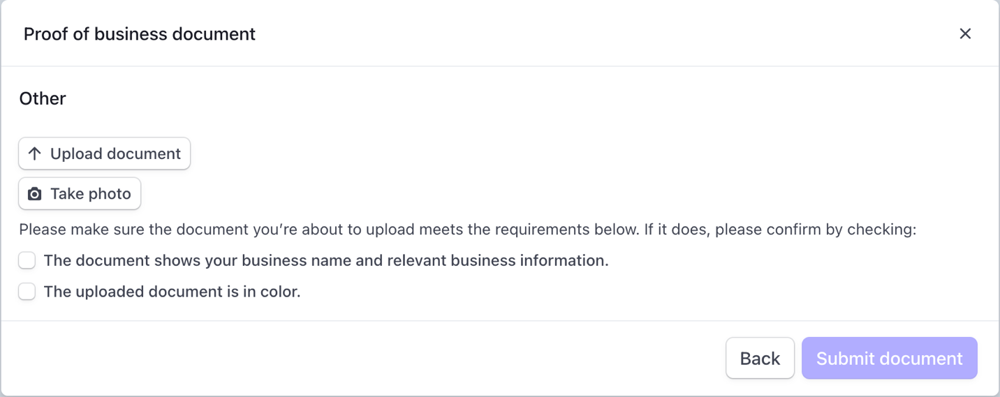 Proof of business document
Other
Upload document
Take photo
Please make sure the document you’re about to upload meets the requirements below. If it does, please confirm by checking:
The document shows your business name and relevant business information.
The uploaded document is in color.
Back
Submit document